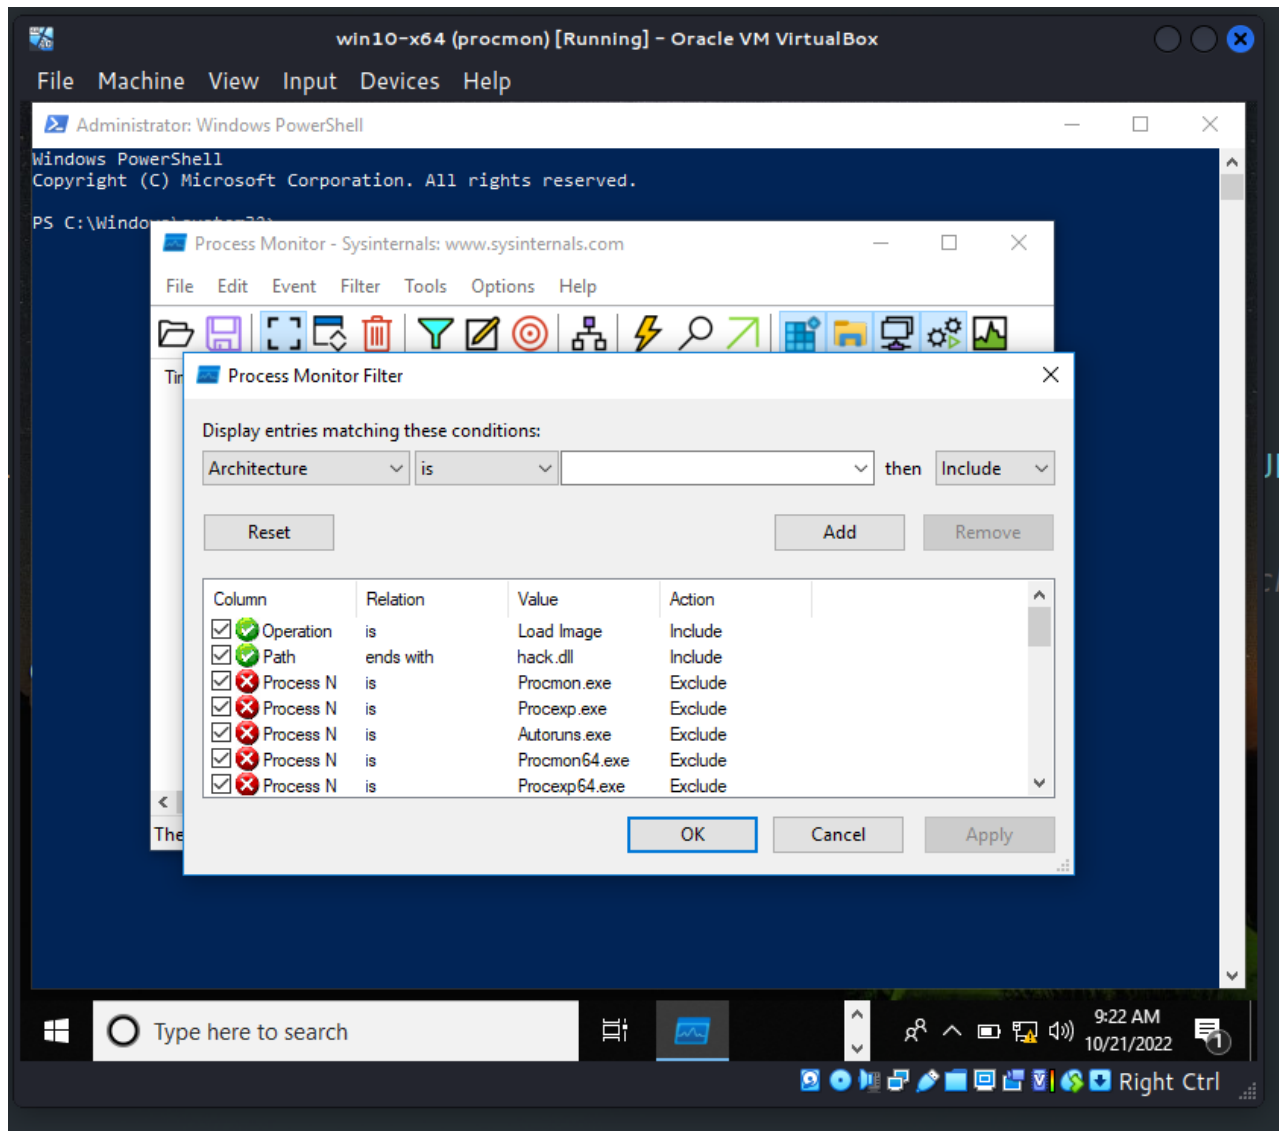 win10-x64 (procmon) [Running] - Oracle VM VirtualBox
File Machine View Input Devices Help
Administrator: Windows PowerShell
Windows PowerShell
Copyright (C) Microsoft Corporation. All rights reserved.
PS C:\Windo
Process Monitor - Sysinternals: www.sysinternals.com
File Edit Event Filter Tools Options Help
Process Monitor Filter
Display entries matching these conditions:
Architecture is then Include
Reset Add Remove
Column Relation Value Action
Operation is Load Image Include
Path ends with hack.dll Include
Process N is Procmon.exe Exclude
Process N is Procexp.exe Exclude
Process N is Autoruns.exe Exclude
Process N is Procmon64.exe Exclude
Process N is Procexp64.exe Exclude
The
OK Cancel Apply
Type here to search
9:22 AM
10/21/2022
1
Right Ctrl